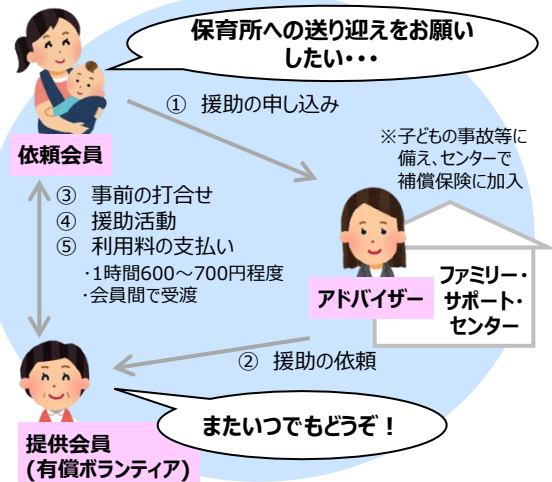 保育所への送り迎えをお願い
したい・・・
① 援助の申し込み
依頼会員
※子どもの事故等に
備え、センターで
補償保険に加入
③ 事前の打合せ
④ 援助活動
⑤ 利用料の支払い
・1時間600～700円程度
・会員間で受渡
アドバイザー
ファミリー・
サポート・
センター
② 援助の依頼
またいつでもどうぞ！
提供会員
(有償ボランティア)